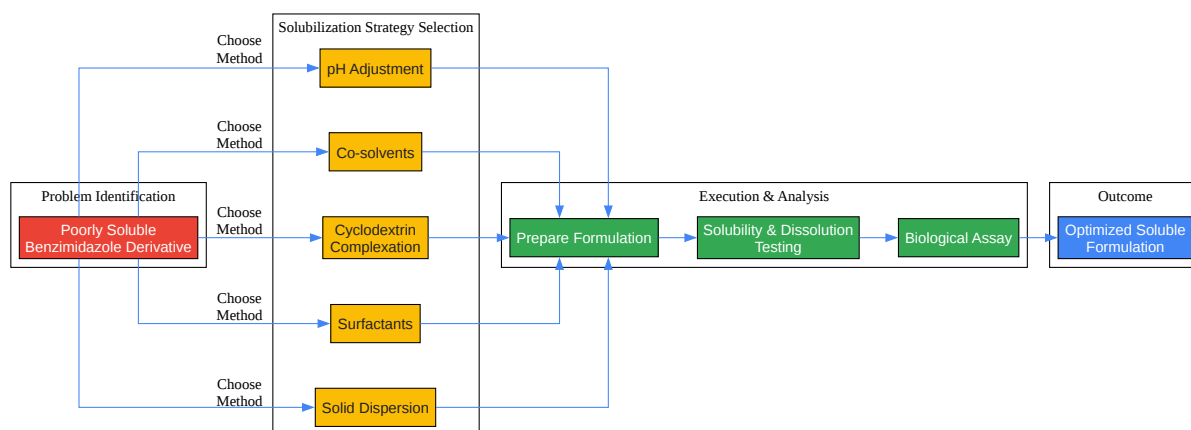 Solubilization Strategy Selection
Choose
Method
pH Adjustment
Choose
Method
Co-solvents
Problem Identification
Poorly Soluble
Benzimidazole Derivative
Choose
Method
Cyclodextrin
Complexation
Choose
Method
Surfactants
Choose
Method
Solid Dispersion
Execution & Analysis
Prepare Formulation
Solubility & Dissolution
Testing
Biological Assay
Outcome
Optimized Soluble
Formulation